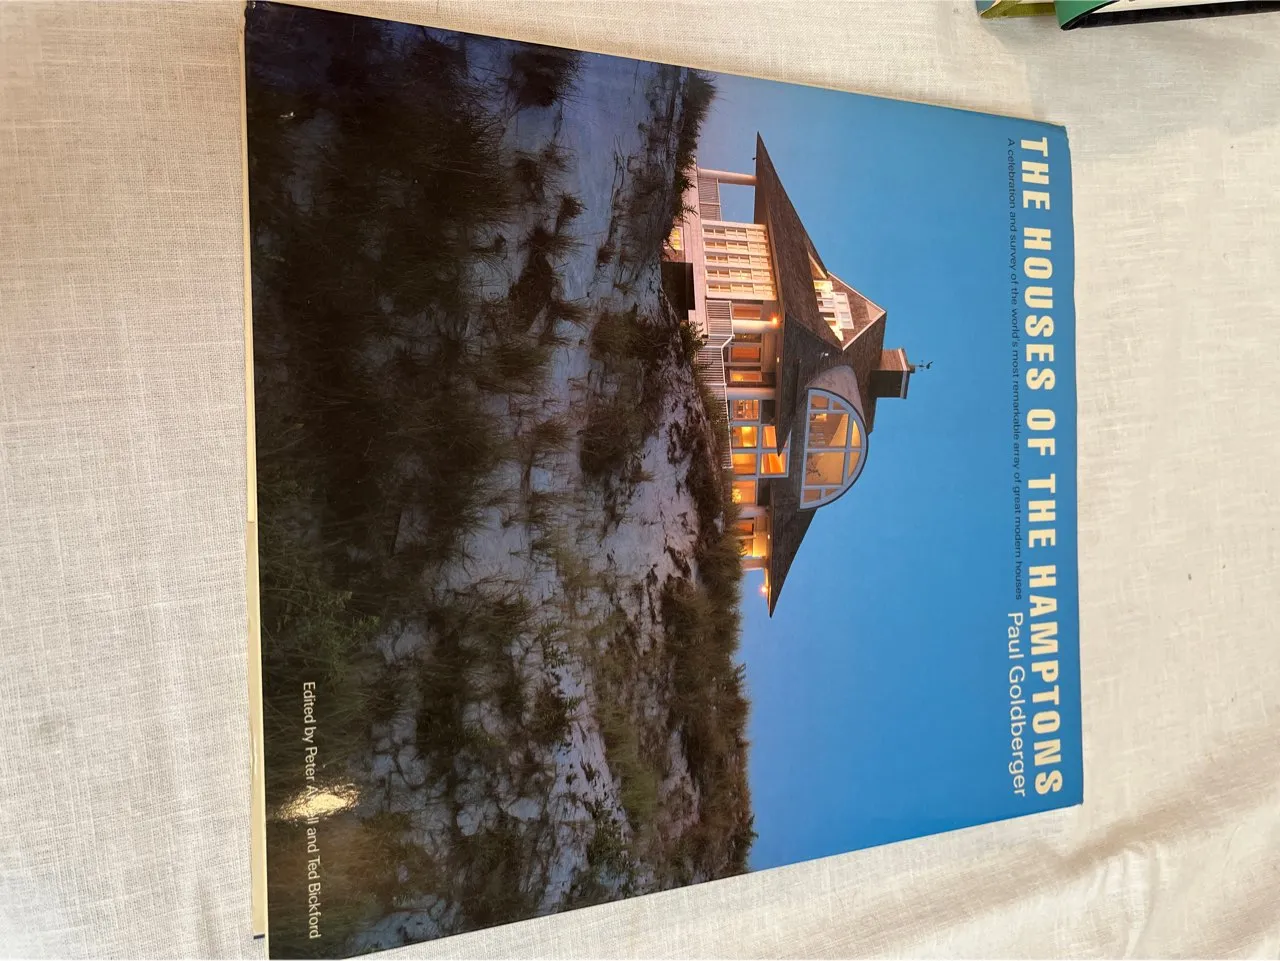 THE HOUSES OF THE HAMPTONS
A celebration and survey of the world's most remarkable array of great modern houses
Paul Goldberger
Edited by Peter and Ted Bickford